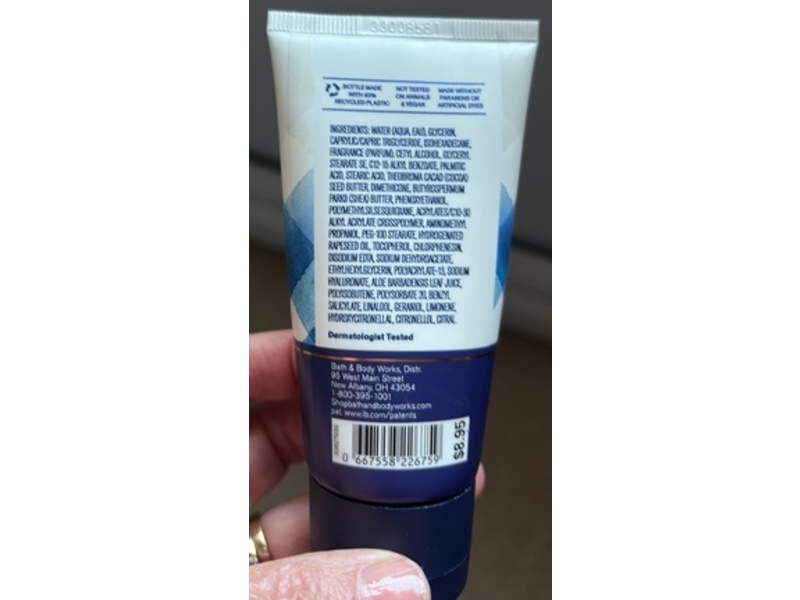 BOTTLE MADE
WITH 83%
RECYCLED PLASTIC
NOT TESTED
ON ANIMALS
& VEGAN
MADE WITHOUT
PARABENS OR
ARTIFICIAL DYES
INGREDIENTS: WATER (AQUA, EAU), GLYCERIN,
CAPRYLIC/CAPRIC TRIGLYCERIDE, ISOHEXADECANE,
FRAGRANCE (PARFUM), CETYL ALCOHOL, GLYCERYL
STEARATE SE, C12-15 ALKYL BENZOATE, PALMITIC
ACID, STEARIC ACID, THEOBROMA CACAO (COCOA)
SEED BUTTER, DIMETHICONE, BUTYROSPERMUM
PARKII (SHEA) BUTTER, PHENOXYETHANOL,
POLYMETHYLSILSESQUIOXANE, ACRYLATES/C10-30
ALKYL ACRYLATE CROSSPOLYMER, AMINOMETHYL
PROPANOL, PEG-100 STEARATE, HYDROGENATED
RAPESEED OIL, TOCOPHEROL, CHLORPHENESIN,
DISODIUM EDTA, SODIUM DEHYDROACETATE,
ETHYLHEXYLGLYCERIN, POLYACRYLATE-13, SODIUM
HYALURONATE, ALOE BARBADENSIS LEAF JUICE,
POLYISOBUTENE, POLYSORBATE 20, BENZYL
SALICYLATE, LINALOOL, GERANIOL, LIMONENE,
HYDROXYCITRONELLAL, CITRONELLOL, CITRAL.
Dermatologist Tested
Bath & Body Works, Distr.
95 West Main Street
New Albany, OH 43054
1-800-395-1001
Shopbathandbodyworks.com
pat. www.lb.com/patents
$8.95
0 667558 226759